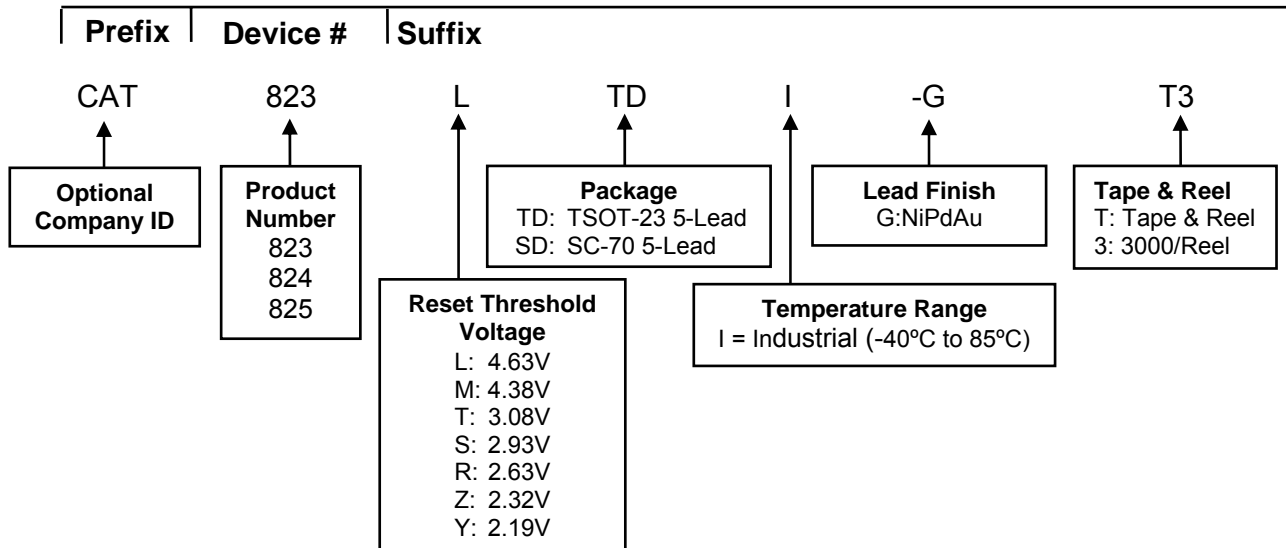 Prefix Device # Suffix
CAT 823 L TD I -G T3
Optional
Company ID
Product
Number
823
824
825
Package
TD: TSOT-23 5-Lead
SD: SC-70 5-Lead
Lead Finish
G:NiPdAu
Tape & Reel
T: Tape & Reel
3: 3000/Reel
Reset Threshold
Voltage
L: 4.63V
M: 4.38V
T: 3.08V
S: 2.93V
R: 2.63V
Z: 2.32V
Y: 2.19V
Temperature Range
I = Industrial (-40ºC to 85ºC)